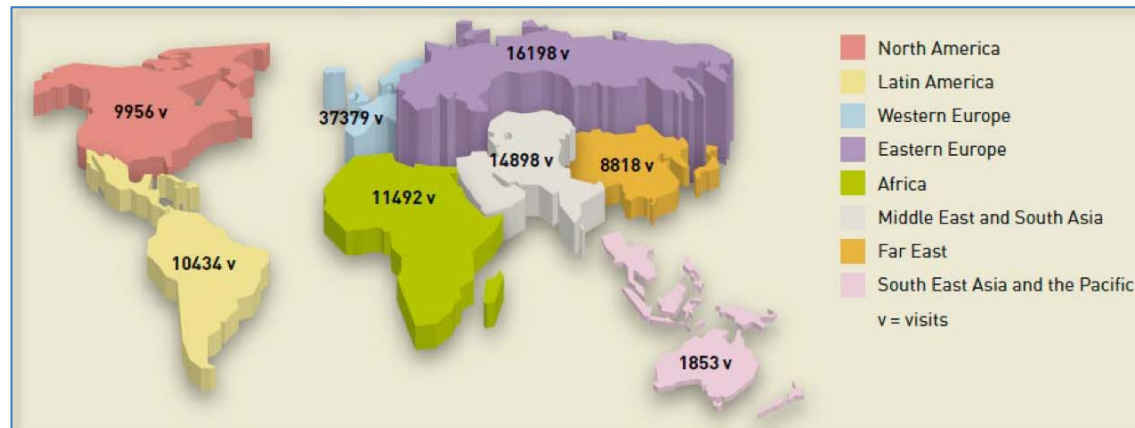 16198 v
9956 v
37379 v
14898 v
8818 v
11492 v
10434 v
1853 v
North America
Latin America
Western Europe
Eastern Europe
Africa
Middle East and South Asia
Far East
South East Asia and the Pacific
v = visits